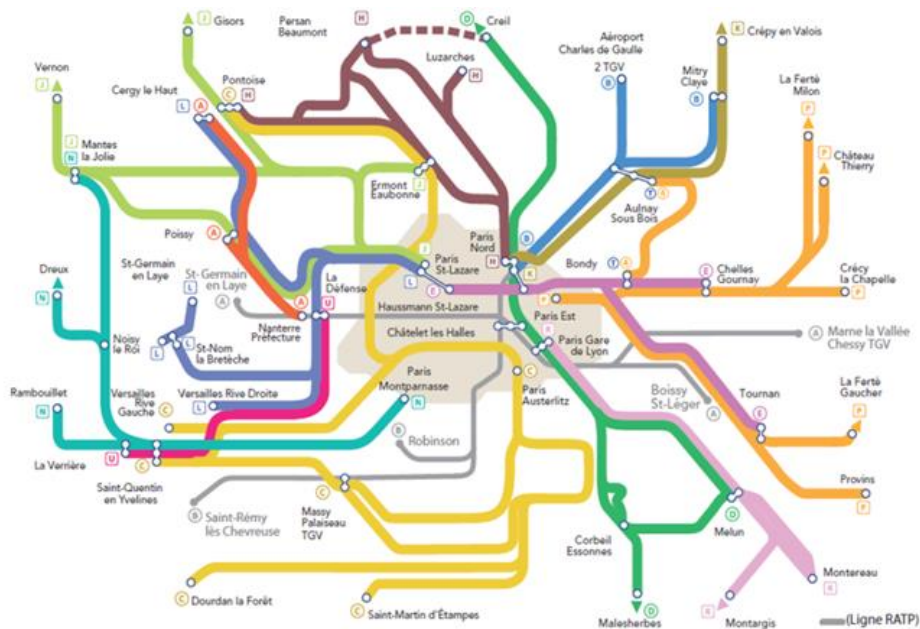 Gisors
J
Persan
Beaumont
H
D
Creil
Aéroport
Charles de Gaulle
2 TGV
B
K
Crépy en Valois
Luzarches
H
Mitry
Claye
B
La Ferté
Milon
P
Vernon
J
Pontoise
C
H
Cergy le Haut
L
A
Château
Thierry
P
Mantes
la Jolie
J
N
Ermont
Eaubonne
J
Aulnay
Sous Bois
T
A
Poissy
A
Paris
Nord
H
B
K
Bondy
T
A
Chelles
Gournay
E
Crécy
la Chapelle
P
St-Germain
en Laye
L
St-Germain
en Laye
A
La
Défense
U
Paris
St-Lazare
J
L
E
P
Dreux
N
Nanterre
Préfecture
A
Haussmann St-Lazare
Paris Est
Châtelet les Halles
R
Paris Gare
de Lyon
A
Marne la Vallée
Chessy TGV
Noisy
le Roi
St-Nom
la Bretèche
L
L
Rambouillet
N
Versailles
Rive
Gauche
C
Versailles Rive Droite
L
Paris
Montparnasse
N
Paris
Austerlitz
C
Boissy
St-Léger
A
Tournan
E
La Ferté
Gaucher
P
La Verrière
U
C
Saint-Quentin
en Yvelines
B
Robinson
Provins
P
B
Saint-Rémy
lès Chevreuse
C
Massy
Palaiseau
TGV
Corbeil
Essonnes
D
Melun
C
Dourdan la Forêt
C
Saint-Martin d'Étampes
Malesherbes
D
R
Montargis
Montereau
R
(Ligne RATP)